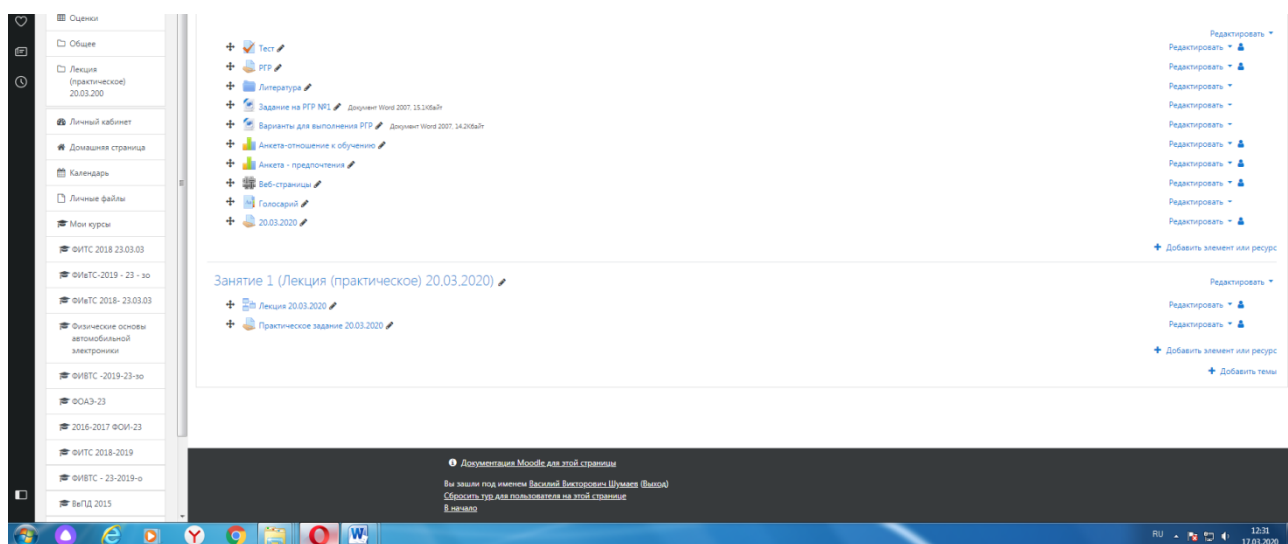 Оценки
Общее
Лекция
(практическое)
20.03.200
Личный кабинет
Домашняя страница
Календарь
Личные файлы
Мои курсы
ФИТС 2018 23.03.03
ФИвТС-2019 - 23 - зо
ФИвТС 2018- 23.03.03
Физические основы
автомобильной
электроники
ФИВТС -2019-23-зо
ФОАЭ-23
2016-2017 ФОИ-23
ФИТС 2018-2019
ФИВТС - 23-2019-о
ВвПД 2015
Редактировать
Тест Редактировать
РГР Редактировать
Литература Редактировать
Задание на РГР №1 Документ Word 2007, 15.1Кбайт Редактировать
Варианты для выполнения РГР Документ Word 2007, 14.2Кбайт Редактировать
Анкета-отношение к обучению Редактировать
Анкета - предпочтения Редактировать
Веб-страницы Редактировать
Голосарий Редактировать
20.03.2020 Редактировать
Добавить элемент или ресурс
Занятие 1 (Лекция (практическое) 20.03.2020) Редактировать
Лекция 20.03.2020 Редактировать
Практическое задание 20.03.2020 Редактировать
Добавить элемент или ресурс
Добавить темы
Документация Moodle для этой страницы
Вы зашли под именем Василий Викторович Шумаев (Выход)
Сбросить тур для пользователя на этой странице
В начало
RU 12:31
17.03.2020